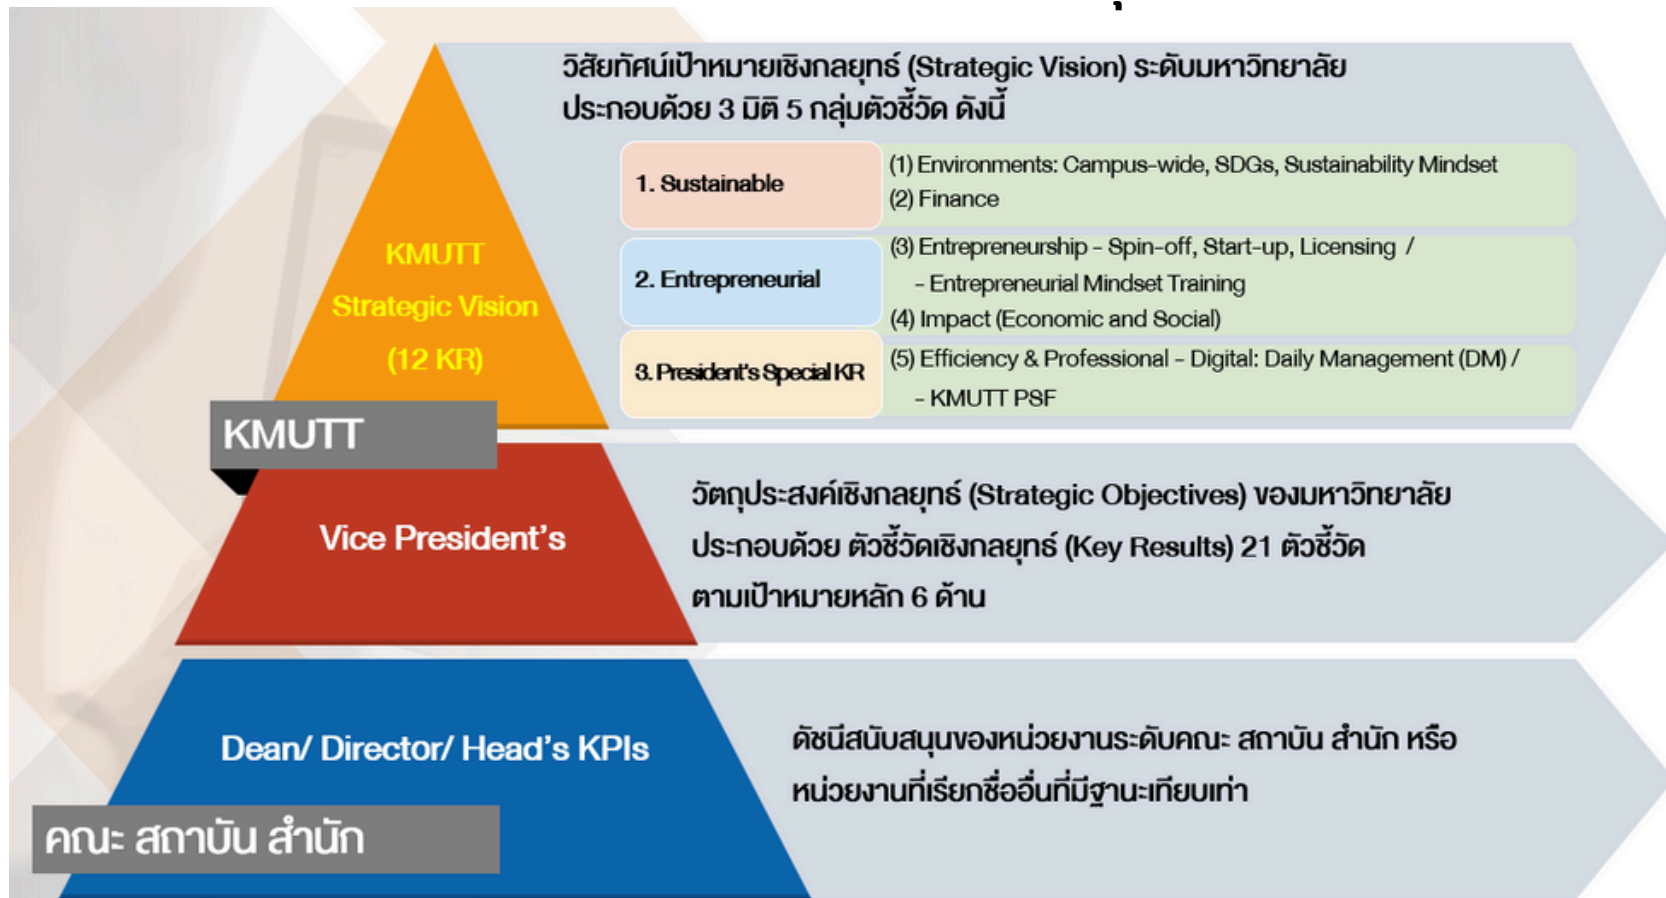 วิสัยทัศน์เป้าหมายเชิงกลยุทธ์ (Strategic Vision) ระดับมหาวิทยาลัย
ประกอบด้วย 3 มิติ 5 กลุ่มตัวชี้วัด ดังนี้
1. Sustainable
(1) Environments: Campus-wide, SDGs, Sustainability Mindset
(2) Finance
2. Entrepreneurial
(3) Entrepreneurship - Spin-off, Start-up, Licensing /
- Entrepreneurial Mindset Training
(4) Impact (Economic and Social)
3. President's Special KR
(5) Efficiency & Professional - Digital: Daily Management (DM) /
- KMUTT PSF
KMUTT
Strategic Vision
(12 KR)
KMUTT
Vice President’s
วัตถุประสงค์เชิงกลยุทธ์ (Strategic Objectives) ของมหาวิทยาลัย
ประกอบด้วย ตัวชี้วัดเชิงกลยุทธ์ (Key Results) 21 ตัวชี้วัด
ตามเป้าหมายหลัก 6 ด้าน
Dean/ Director/ Head’s KPIs
ดัชนีสนับสนุนของหน่วยงานระดับคณะ สถาบัน สำนัก หรือ
หน่วยงานที่เรียกชื่ออื่นที่มีฐานะเทียบเท่า
คณะ สถาบัน สำนัก